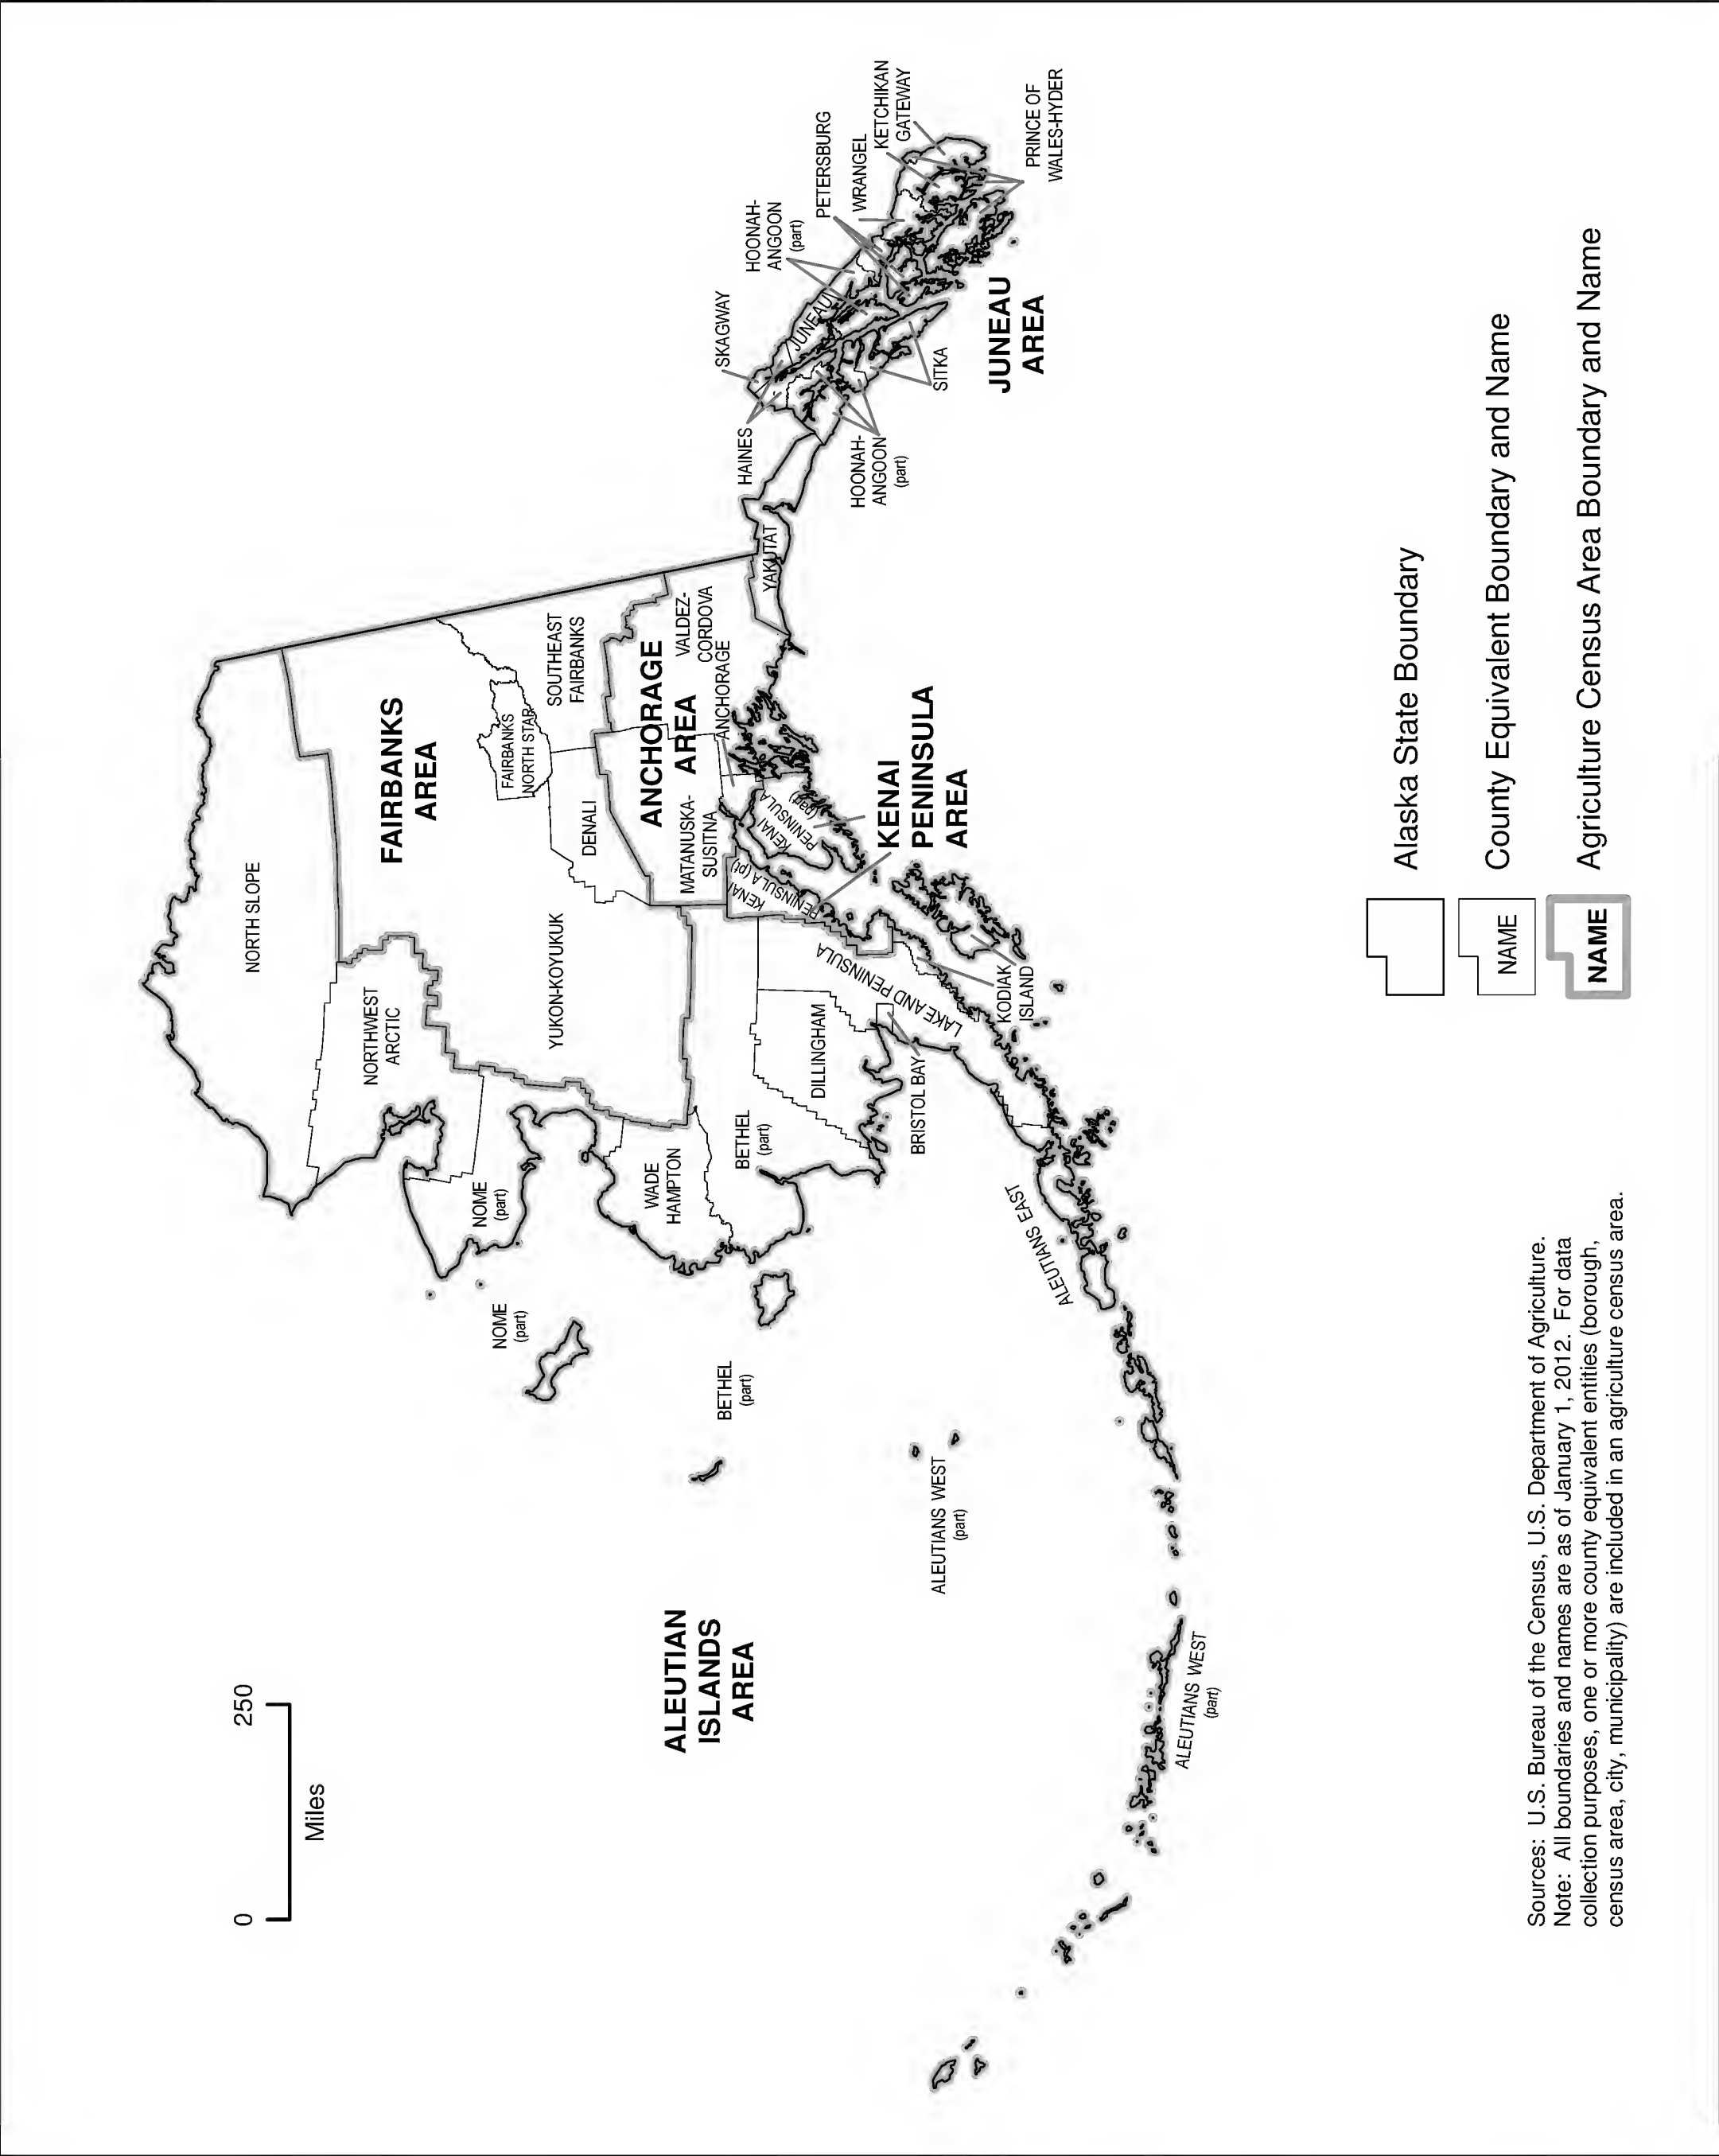 0 250
Miles
NORTH SLOPE
NORTHWEST
ARCTIC
FAIRBANKS
AREA
NOME
(part)
NOME
(part)
YUKON-KOYUKUK
FAIRBANKS
NORTH STAR
SOUTHEAST
FAIRBANKS
DENALI
WADE
HAMPTON
ANCHORAGE
AREA
MATANUSKA-
SUSITNA
VALDEZ-
CORDOVA
ANCHORAGE
BETHEL
(part)
BETHEL
(part)
ALEUTIAN
ISLANDS
AREA
KENAI
PENINSULA (pt)
KENAI
PENINSULA
(part)
KENAI
PENINSULA
AREA
DILLINGHAM
LAKE AND PENINSULA
BRISTOL BAY
KODIAK
ISLAND
ALEUTIANS EAST
ALEUTIANS WEST
(part)
ALEUTIANS WEST
(part)
YAKUTAT
HAINES
SKAGWAY
JUNEAU
HOONAH-
ANGOON
(part)
HOONAH-
ANGOON
(part)
PETERSBURG
WRANGEL
KETCHIKAN
GATEWAY
PRINCE OF
WALES-HYDER
SITKA
JUNEAU
AREA
Alaska State Boundary
NAME
County Equivalent Boundary and Name
NAME
Agriculture Census Area Boundary and Name
Sources: U.S. Bureau of the Census, U.S. Department of Agriculture.
Note: All boundaries and names are as of January 1, 2012. For data
collection purposes, one or more county equivalent entities (borough,
census area, city, municipality) are included in an agriculture census area.